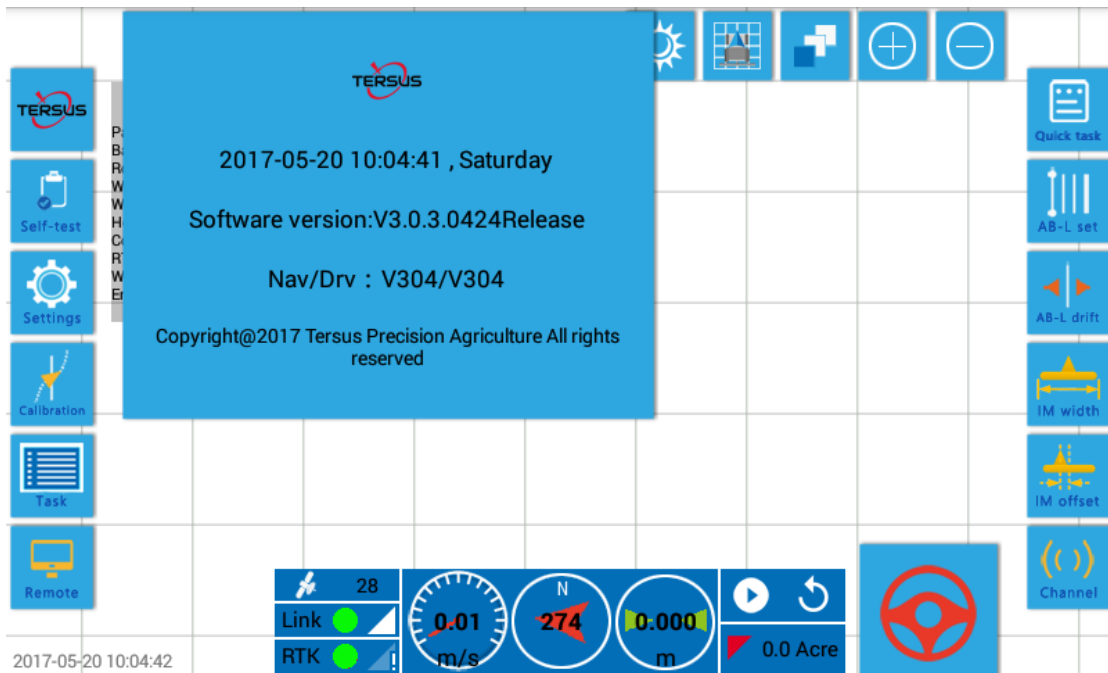 TERSUS
Self-test
Settings
Calibration
Task
Remote
TERSUS
2017-05-20 10:04:41 , Saturday
Software version:V3.0.3.0424Release
Nav/Drv : V304/V304
Copyright@2017 Tersus Precision Agriculture All rights
reserved
Quick task
AB-L set
AB-L drift
IM width
IM offset
Channel
28
Link
RTK
0.01
m/s
N
274
0.000
m
0.0 Acre
2017-05-20 10:04:42